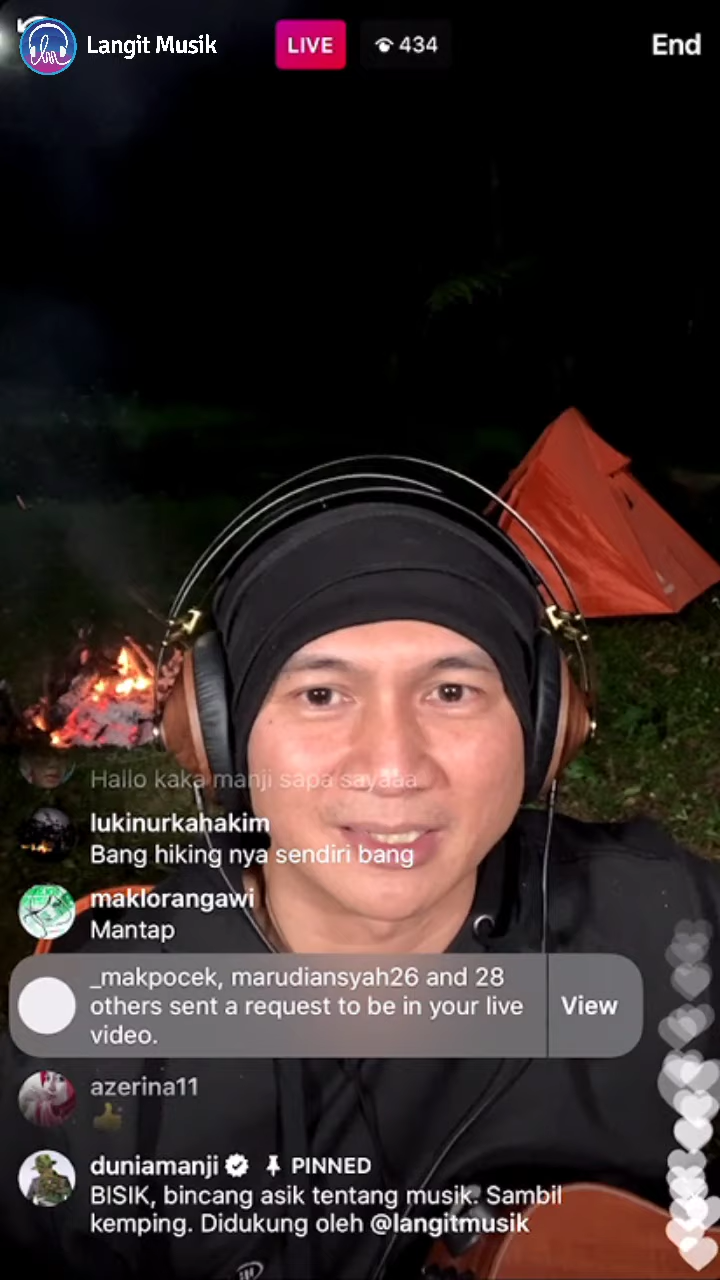 Langit Musik
LIVE
434
End
Hallo kaka manji sapa sayaaa
lukinurkahakim
Bang hiking nya sendiri bang
maklorangawi
Mantap
_makpocek, marudiansyah26 and 28
others sent a request to be in your live
video.
View
azerina11
duniamanji PINNED
BISIK, bincang asik tentang musik. Sambil
kemping. Didukung oleh @langitmusik